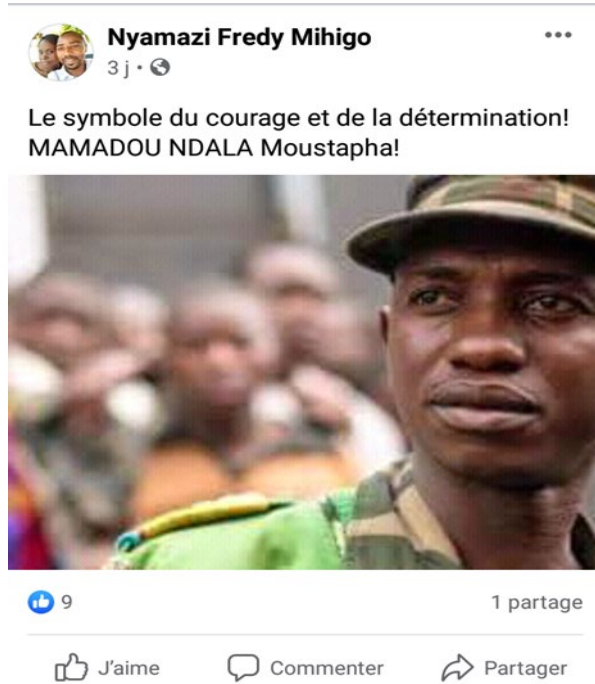 Nyamazi Fredy Mihigo
3 j
Le symbole du courage et de la détermination!
MAMADOU NDALA Moustapha!
9
1 partage
J'aime
Commenter
Partager